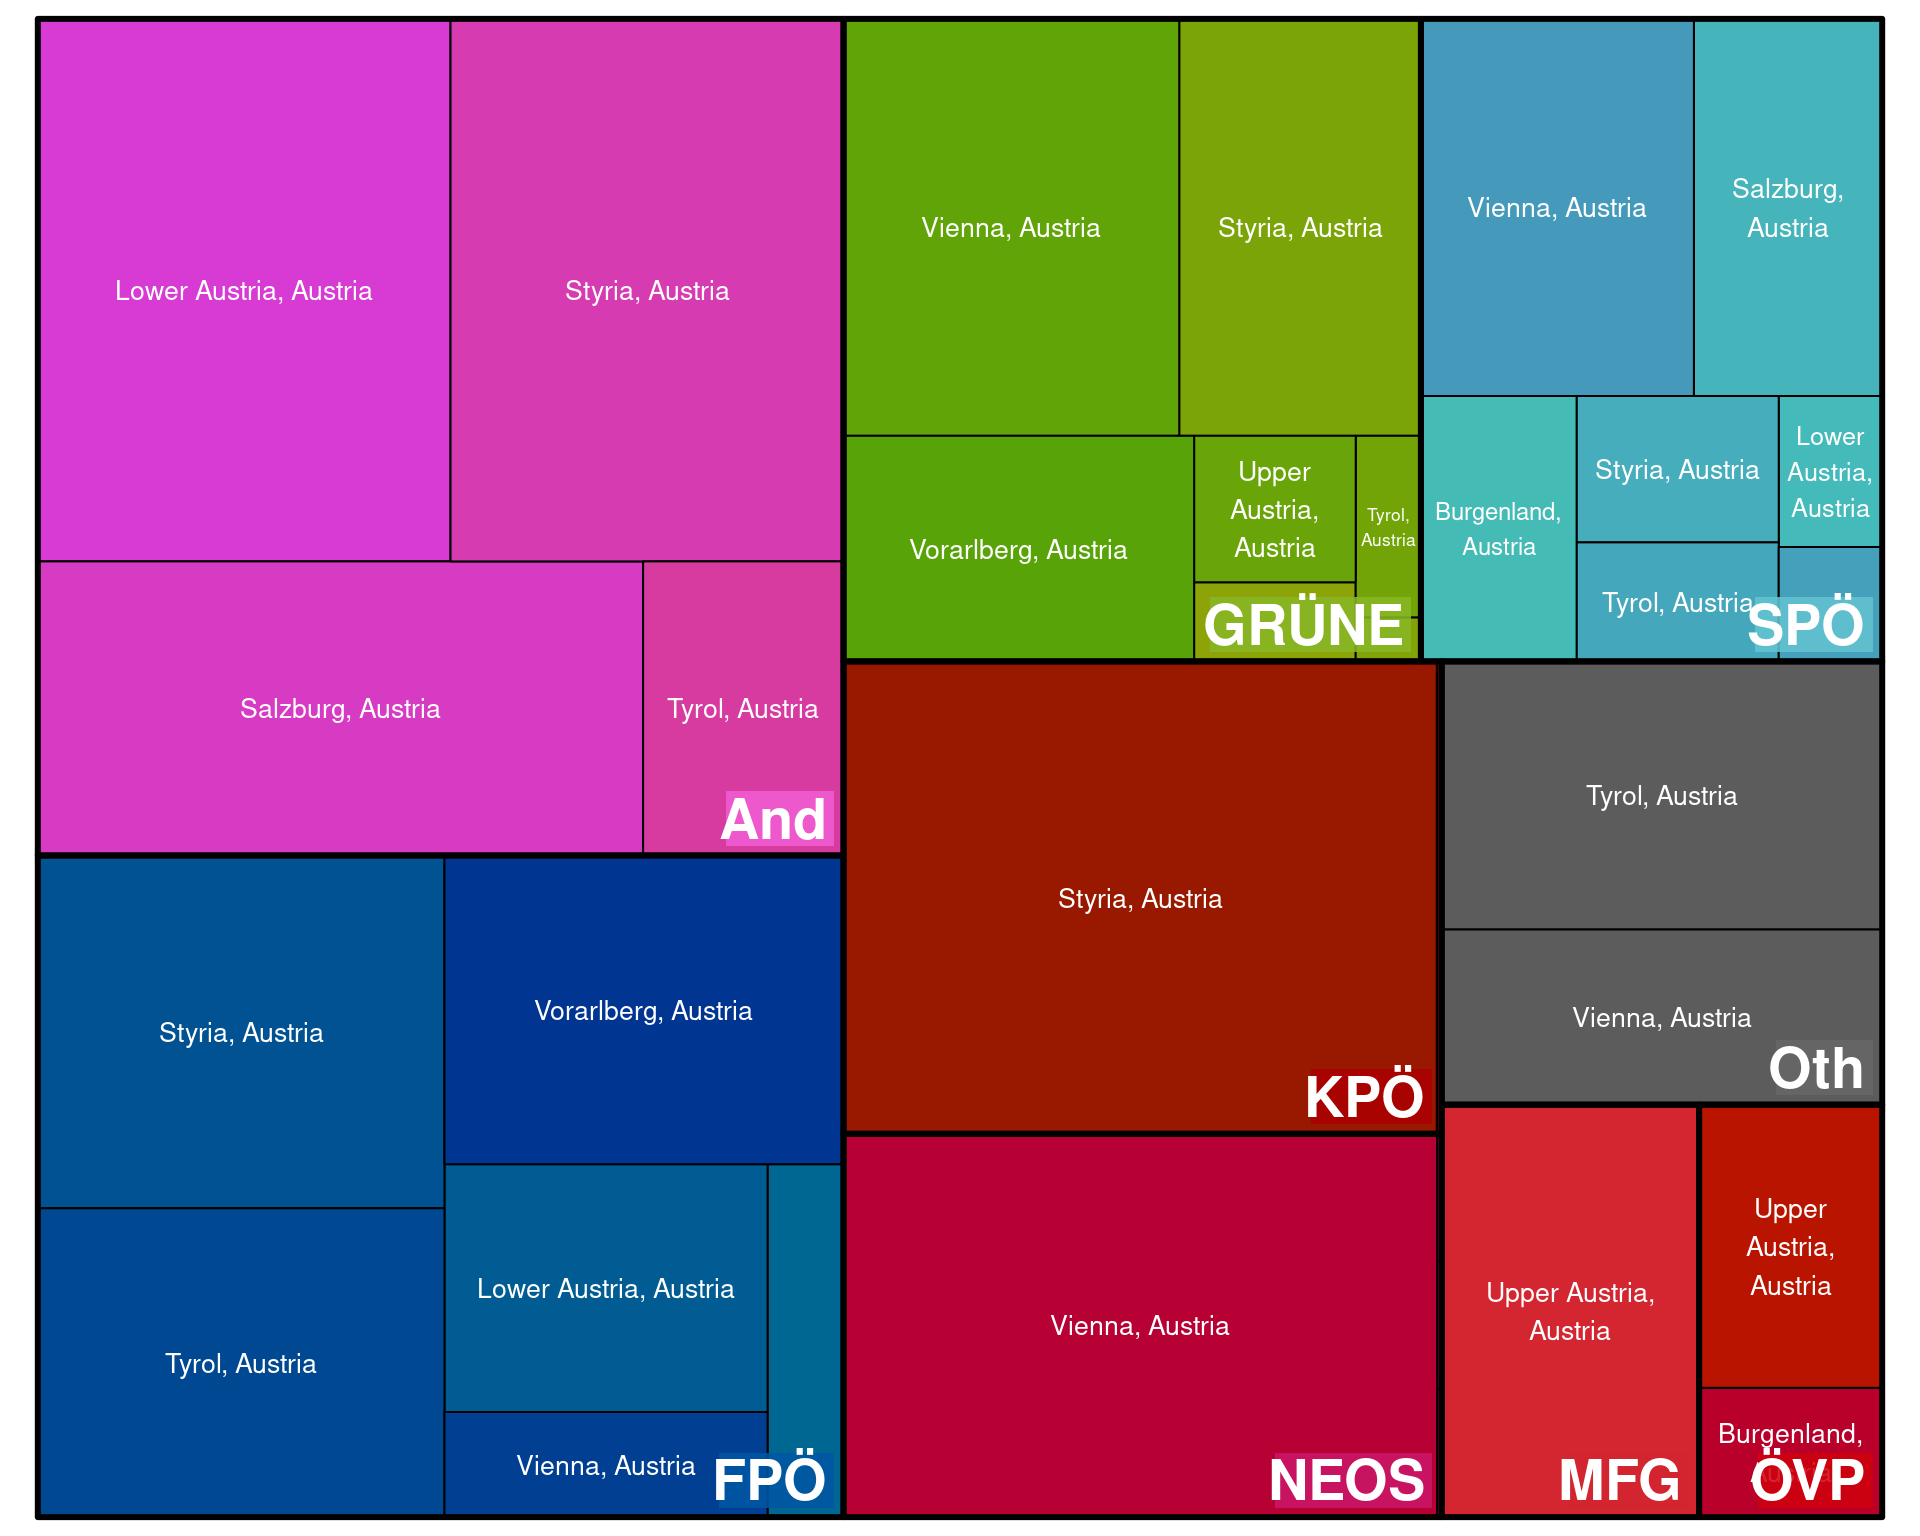 Lower Austria, Austria
Styria, Austria
Salzburg, Austria
Tyrol, Austria
And
Styria, Austria
Vorarlberg, Austria
Tyrol, Austria
Lower Austria, Austria
Vienna, Austria
FPÖ
Vienna, Austria
Styria, Austria
Vorarlberg, Austria
Upper
Austria,
Austria
Tyrol,
Austria
GRÜNE
Vienna, Austria
Salzburg,
Austria
Burgenland,
Austria
Styria, Austria
Lower
Austria,
Austria
Tyrol, Austria
SPÖ
Styria, Austria
KPÖ
Vienna, Austria
NEOS
Tyrol, Austria
Vienna, Austria
Oth
Upper Austria,
Austria
MFG
Upper
Austria,
Austria
Burgenland,
ÖVP